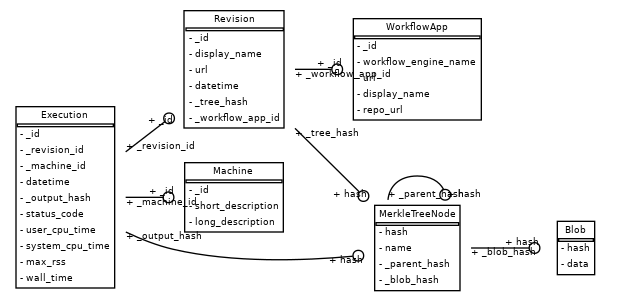 Revision
- _id
- display_name
- url
- datetime
- _tree_hash
- _workflow_app_id
WorkflowApp
- _id
- workflow_engine_name
- url
- display_name
- repo_url
+ _id
+ _workflow_app_id
Execution
- _id
- _revision_id
- _machine_id
- datetime
- _output_hash
- status_code
- user_cpu_time
- system_cpu_time
- max_rss
- wall_time
+ _id
+ _revision_id
+ _tree_hash
Machine
- _id
- short_description
- long_description
+ _id
+ _machine_id
+ hash
+ _parent_hash
+ hash
MerkleTreeNode
- hash
- name
- _parent_hash
- _blob_hash
+ _output_hash
+ hash
+ hash
+ _blob_hash
Blob
- hash
- data